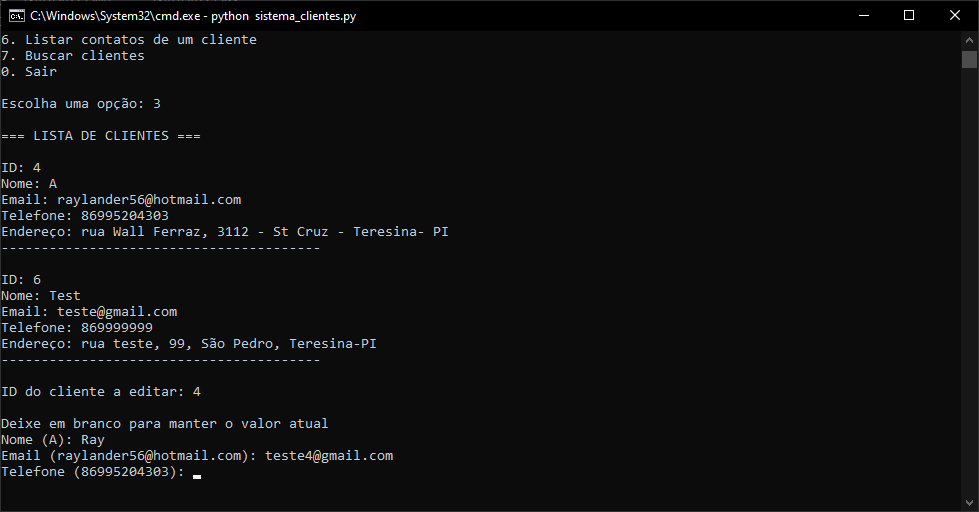 C:\Windows\System32\cmd.exe - python  sistema_clientes.py
6. Listar contatos de um cliente
7. Buscar clientes
0. Sair
Escolha uma opção: 3
=== LISTA DE CLIENTES ===
ID: 4
Nome: A
Email: raylander56@hotmail.com
Telefone: 86995204303
Endereço: rua Wall Ferraz, 3112 - St Cruz - Teresina- PI
----------------------------------------
ID: 6
Nome: Test
Email: teste@gmail.com
Telefone: 869999999
Endereço: rua teste, 99, São Pedro, Teresina-PI
----------------------------------------
ID do cliente a editar: 4
Deixe em branco para manter o valor atual
Nome (A): Ray
Email (raylander56@hotmail.com): teste4@gmail.com
Telefone (86995204303):